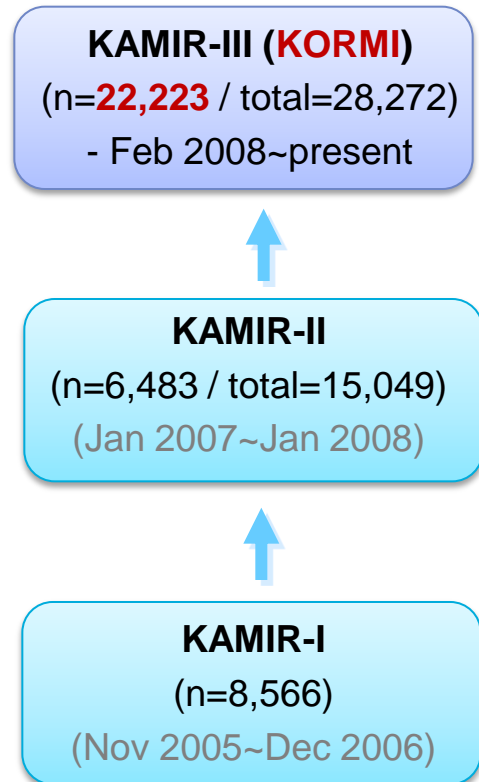 KAMIR-III (KORMI)
(n=22,223 / total=28,272)
- Feb 2008~present
KAMIR-II
(n=6,483 / total=15,049)
(Jan 2007~Jan 2008)
KAMIR-I
(n=8,566)
(Nov 2005~Dec 2006)